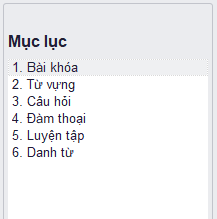 Mục lục
1. Bài khóa
2. Từ vựng
3. Câu hỏi
4. Đàm thoại
5. Luyện tập
6. Danh từ